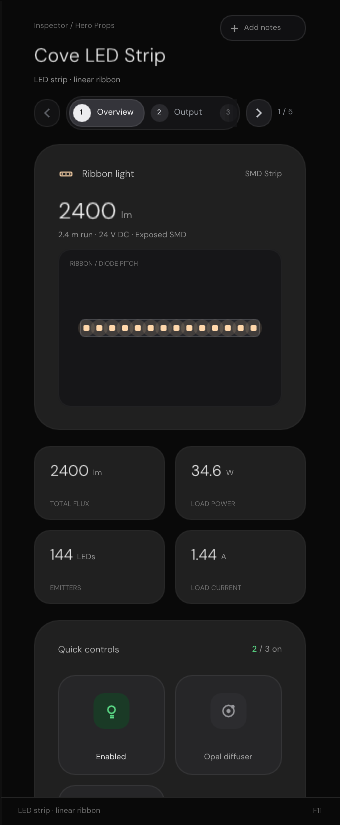 Inspector / Hero Props
Add notes
Cove LED Strip
LED strip · linear ribbon
1 Overview 2 Output 3
1 / 5
Ribbon light SMD Strip
2400 lm
2.4 m run · 24 V DC · Exposed SMD
RIBBON / DIODE PITCH
2400 lm
TOTAL FLUX
34.6 W
LOAD POWER
144 LEDs
EMITTERS
1.44 A
LOAD CURRENT
Quick controls 2 / 3 on
Enabled
Opal diffuser
LED strip · linear ribbon F11